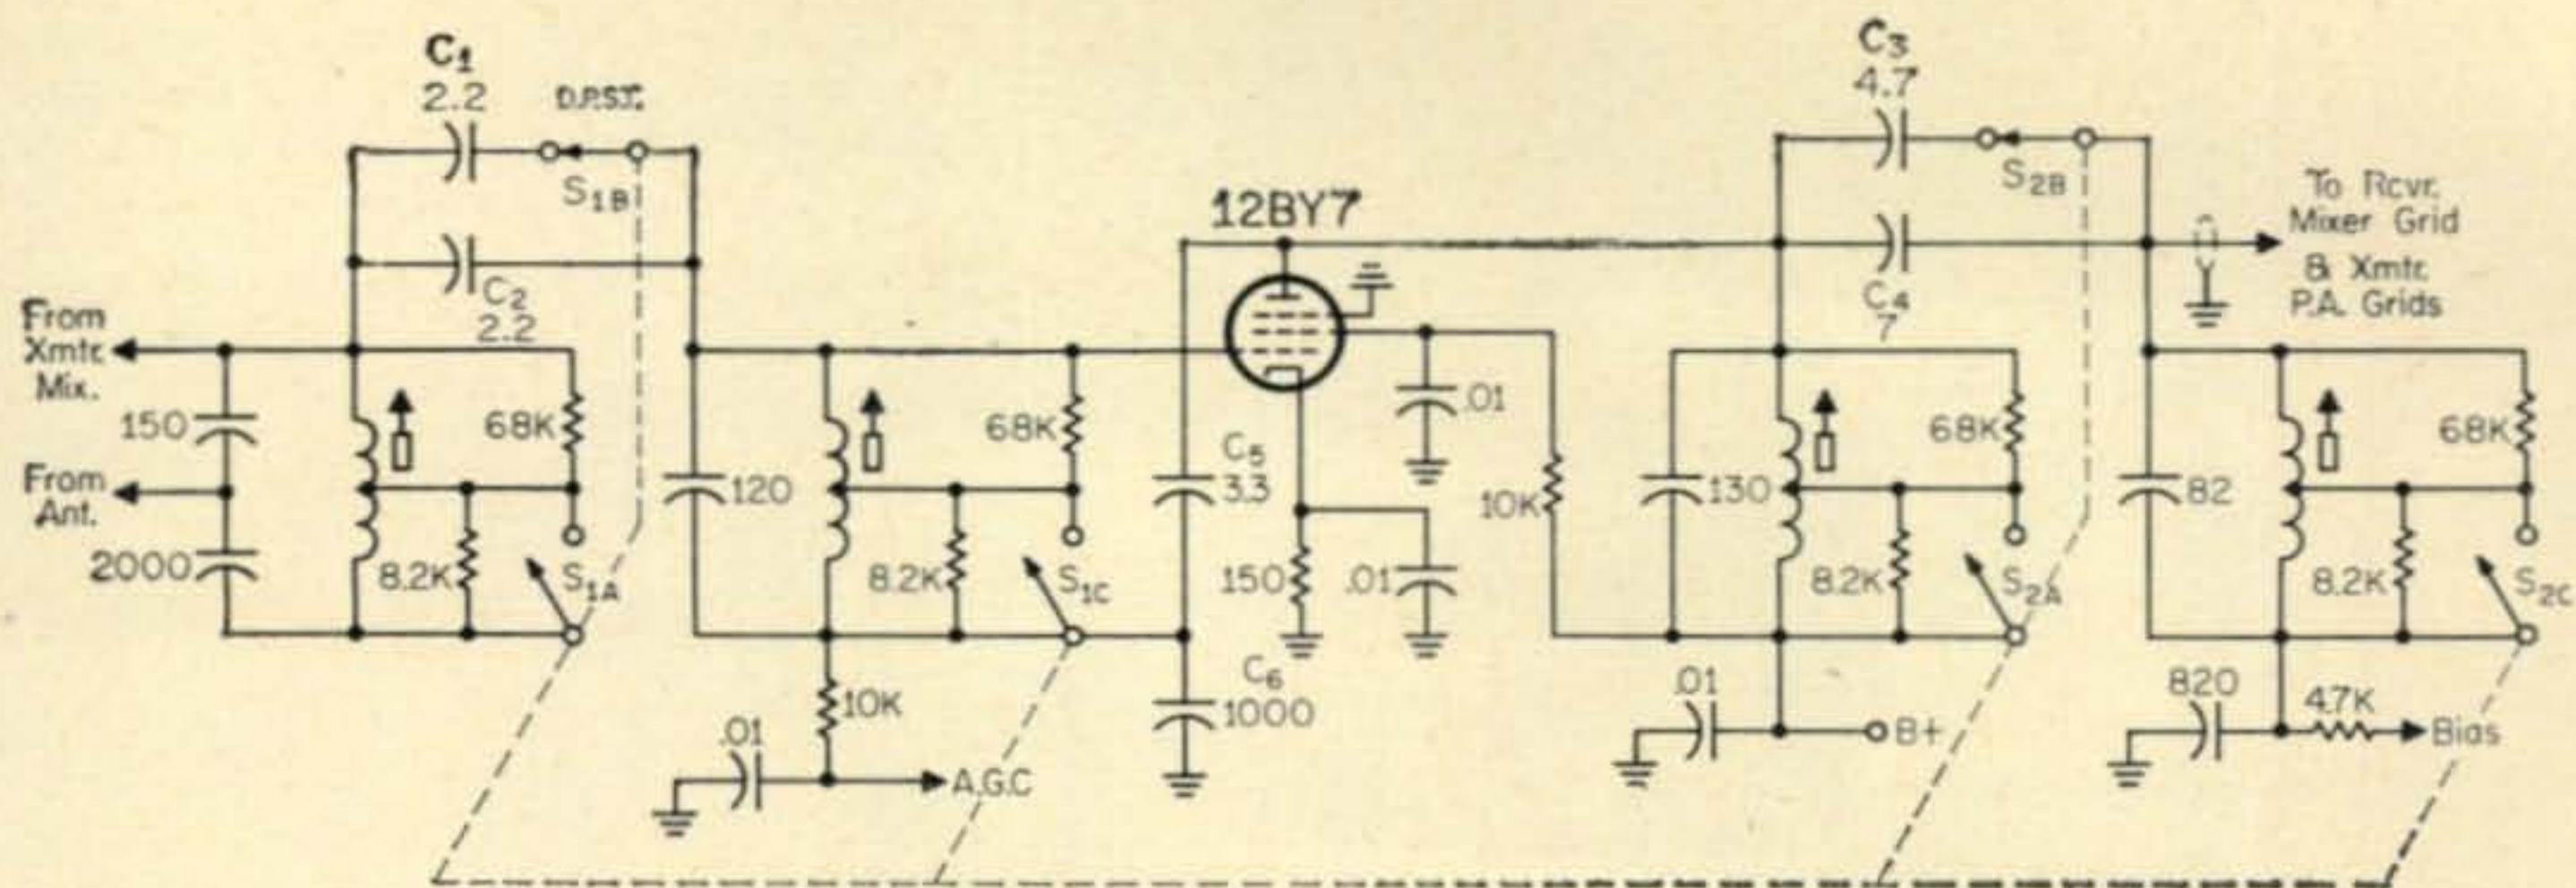 C1
2.2
D.P.S.T.
S1B
C2
2.2
From
Xmtr.
Mix.
150
From
Ant.
2000
68K
8.2K
S1A
120
68K
8.2K
S1C
10K
.01
A.G.C
12BY7
C5
3.3
C6
1000
150
.01
.01
10K
C3
4.7
S2B
C4
7
To Rcvr.
Mixer Grid
& Xmtr.
P.A. Grids
130
68K
8.2K
S2A
.01
B+
82
68K
8.2K
S2C
820
47K
Bias